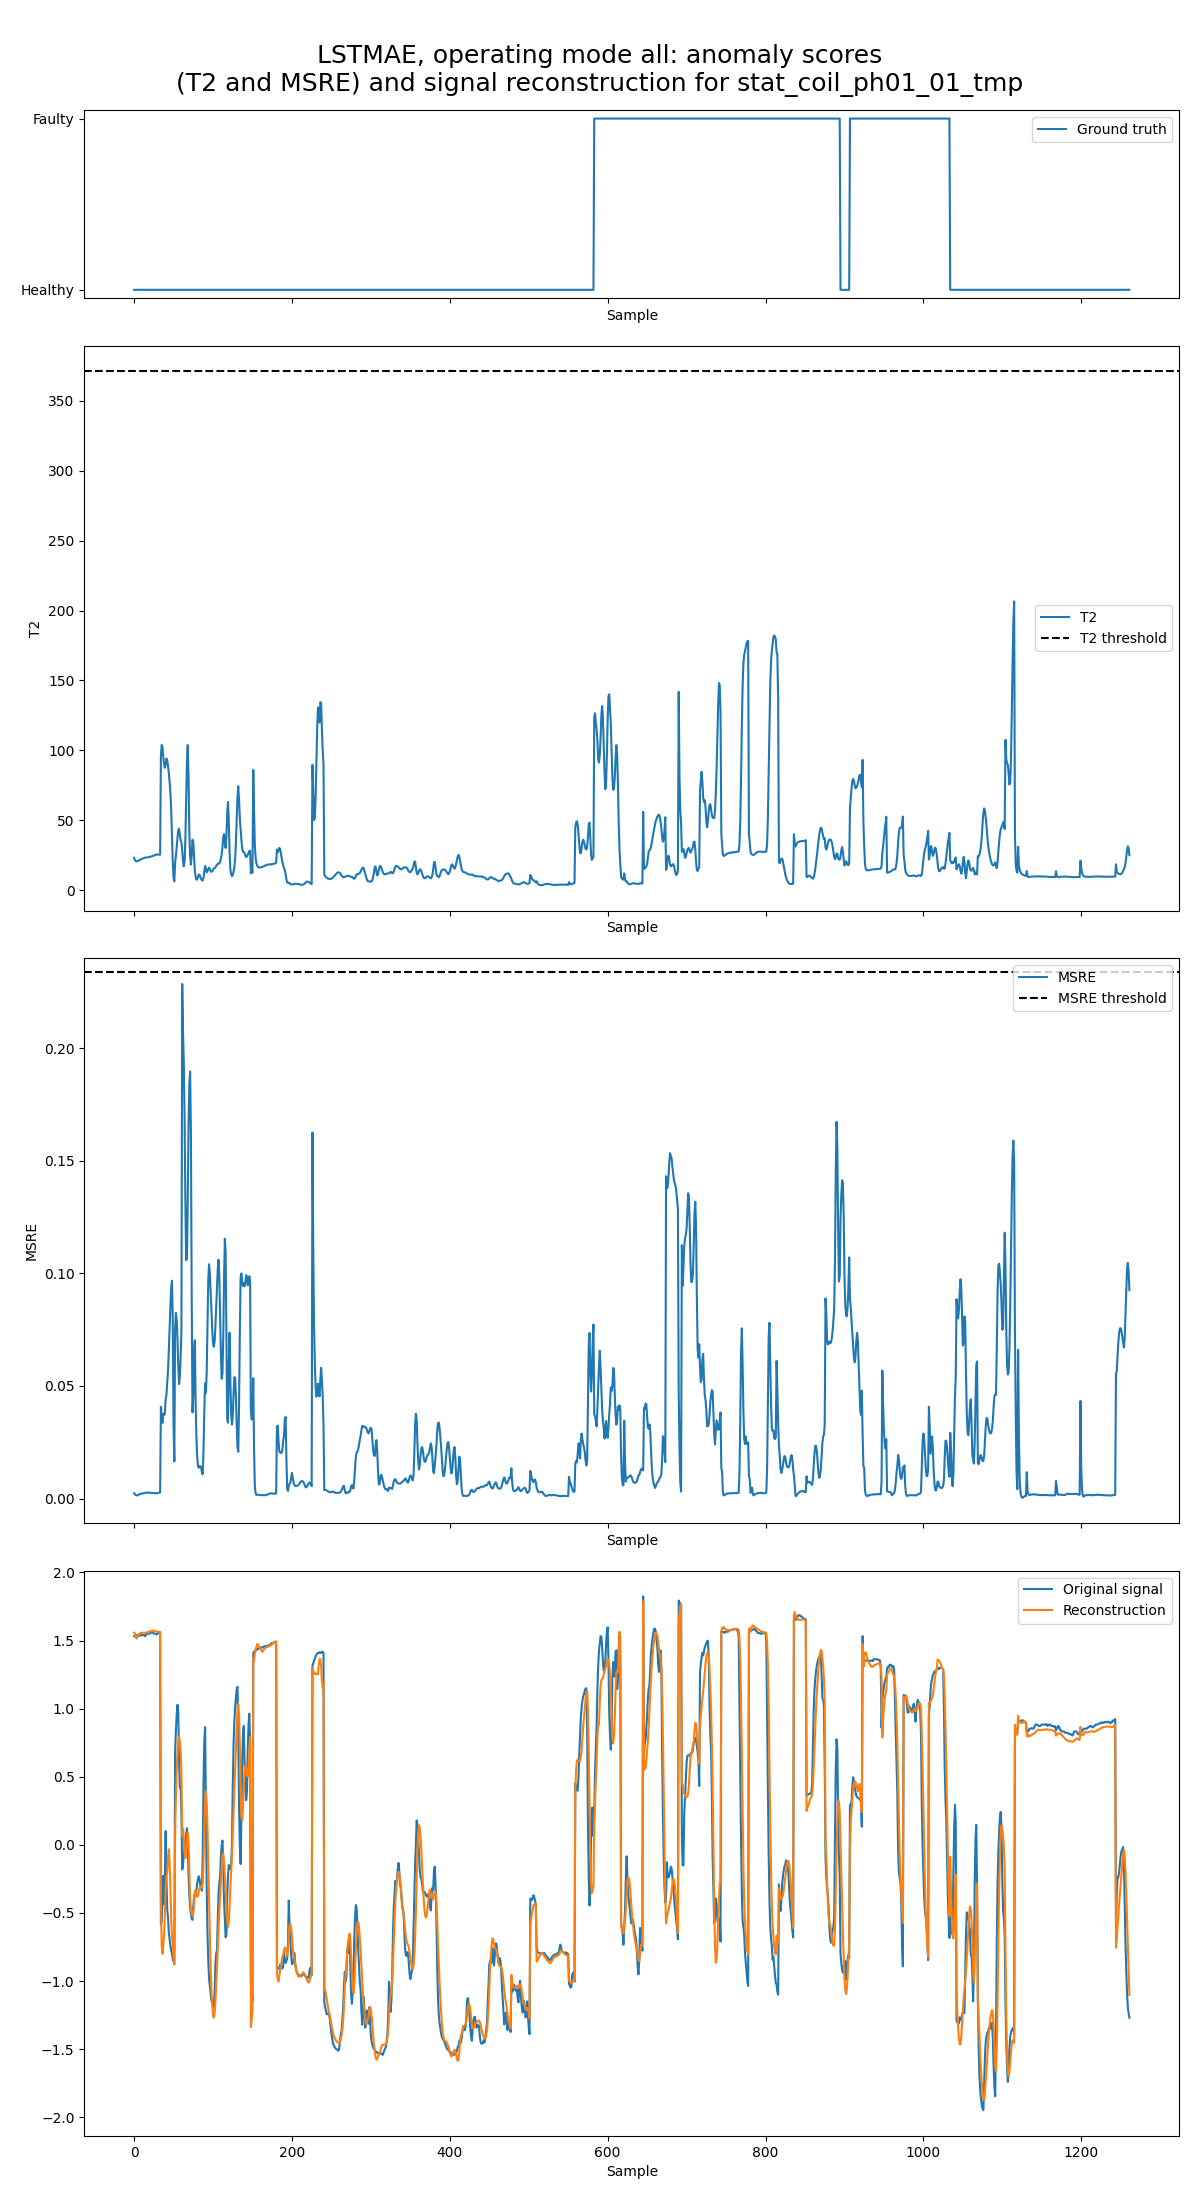 LSTMAE, operating mode all: anomaly scores
(T2 and MSRE) and signal reconstruction for stat_coil_ph01_01_tmp
Faulty
Healthy
Ground truth
Sample
350
300
250
200
150
100
50
0
T2
T2
T2 threshold
Sample
0.20
0.15
0.10
0.05
0.00
MSRE
MSRE
MSRE threshold
Sample
2.0
1.5
1.0
0.5
0.0
−0.5
−1.0
−1.5
−2.0
Original signal
Reconstruction
0 200 400 600 800 1000 1200
Sample